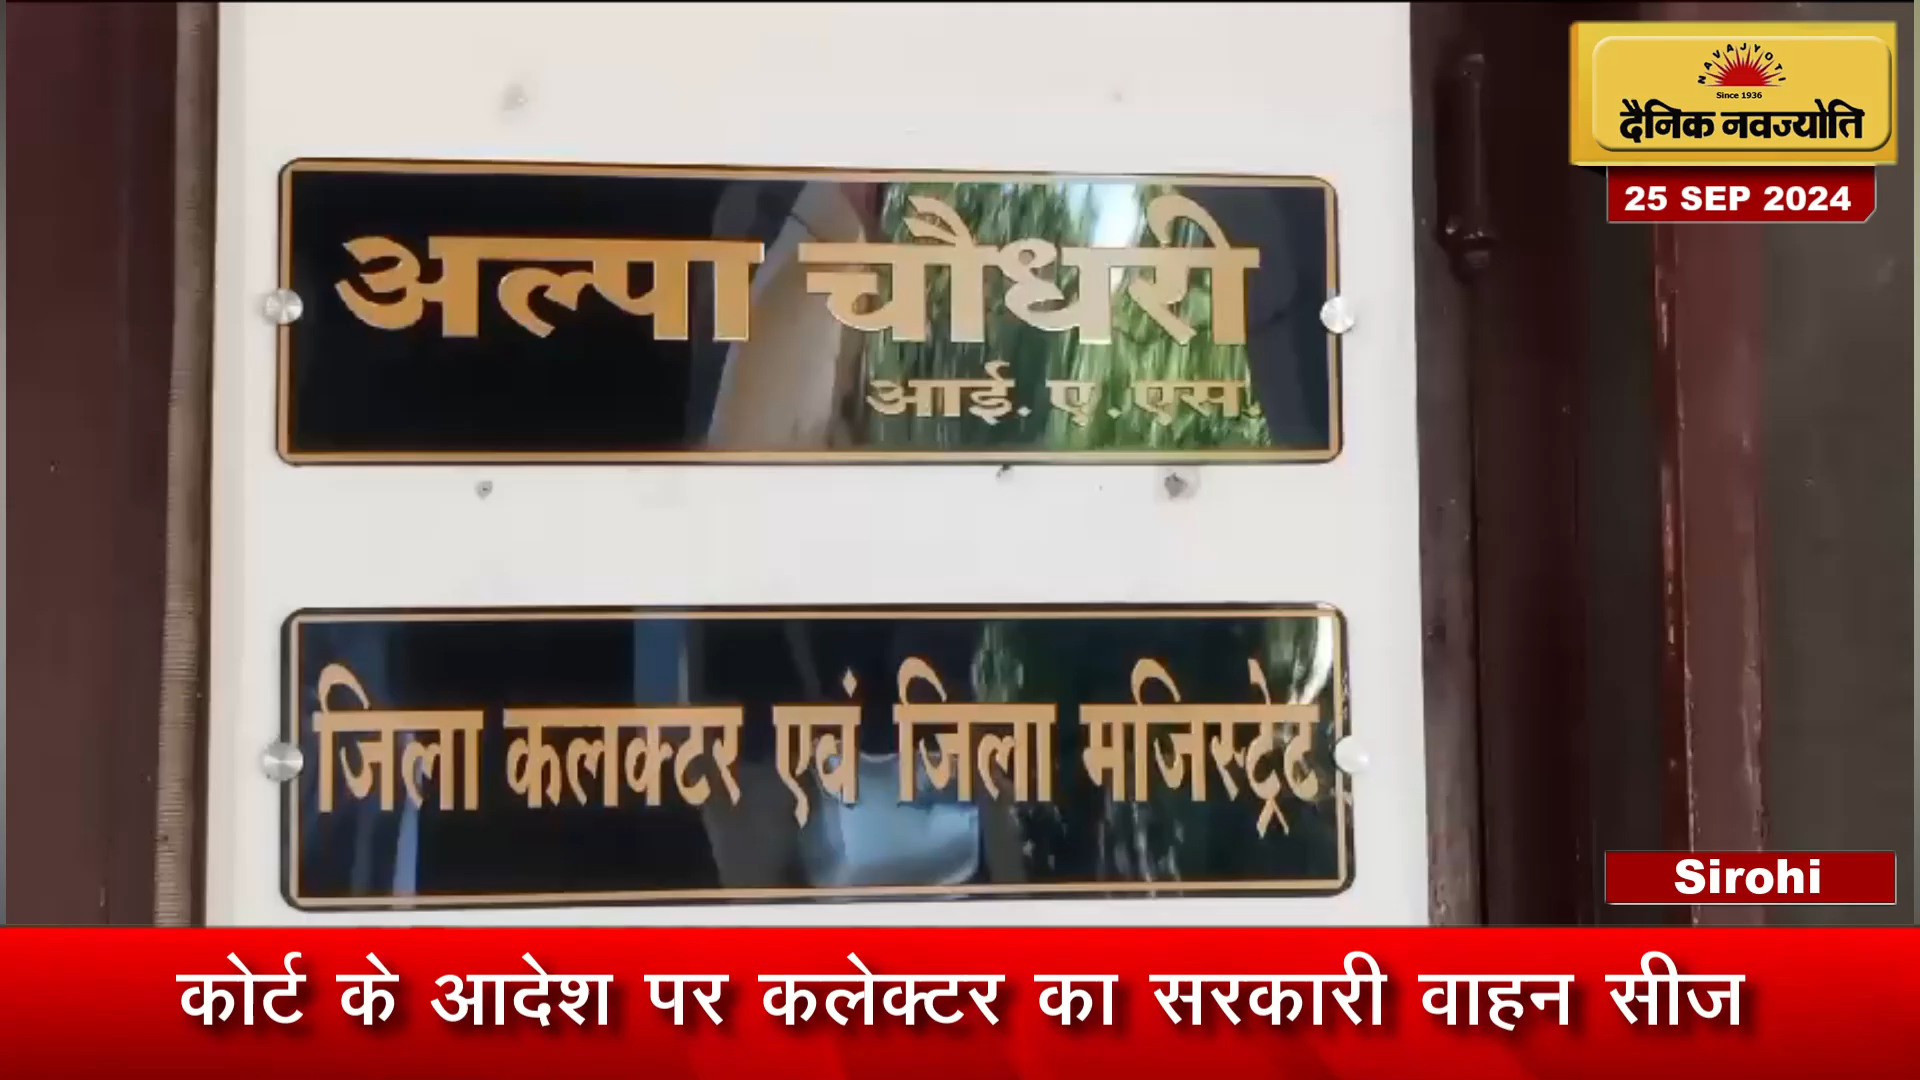 NAVAJYOTI
Since 1936
दैनिक नवज्योति
25 SEP 2024
अल्पा चौधरी
आई.ए.एस.
जिला कलक्टर एवं जिला मजिस्ट्रेट
Sirohi
कोर्ट के आदेश पर कलेक्टर का सरकारी वाहन सीज